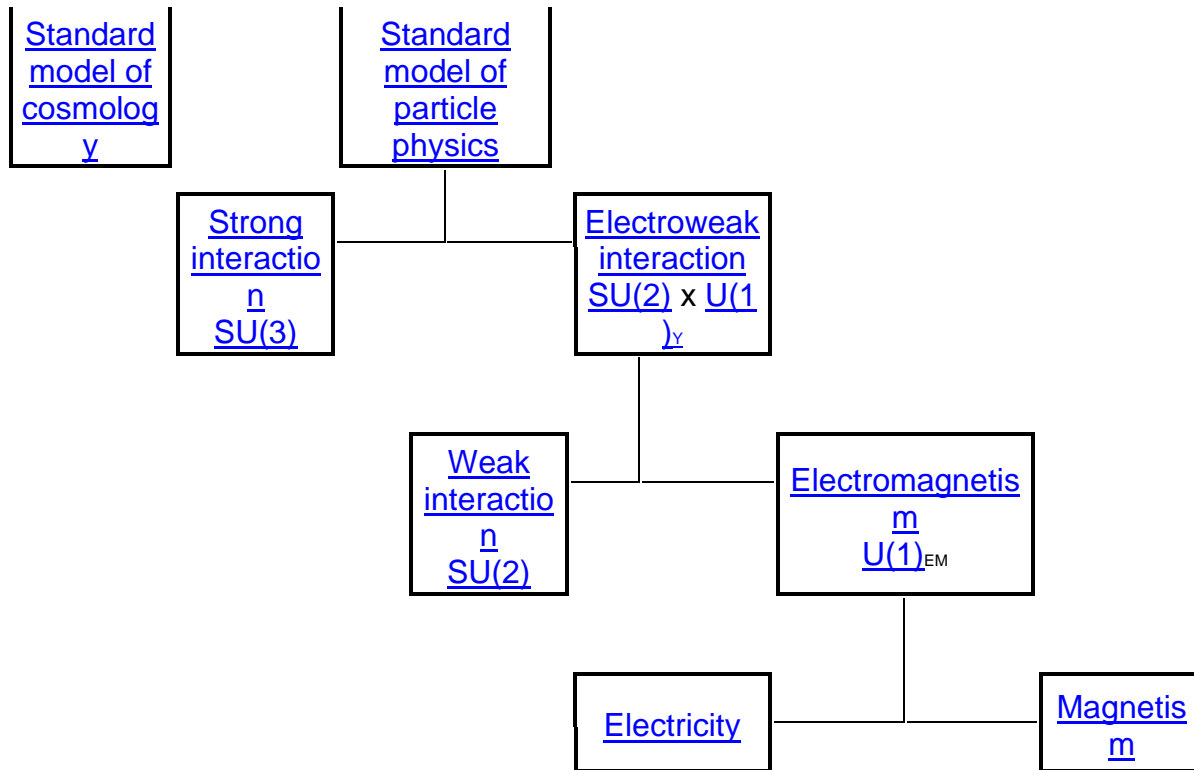 Standard
model of
cosmolog
y
Standard
model of
particle
physics
Strong
interactio
n
SU(3)
Electroweak
interaction
SU(2) x U(1
)Y
Weak
interactio
n
SU(2)
Electromagnetis
m
U(1)EM
Electricity
Magnetis
m